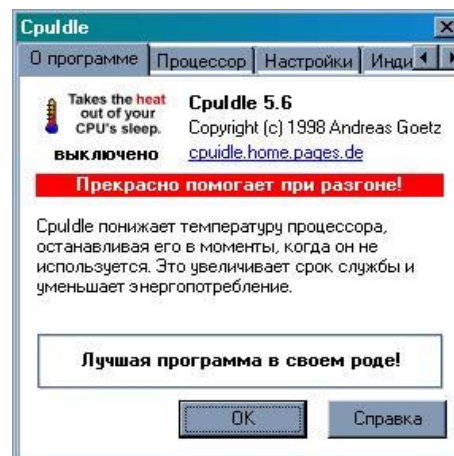 CpuIdle
О программе Процессор Настройки Инди
Takes the heat
out of your
CPU's sleep.
выключено
CpuIdle 5.6
Copyright (c) 1998 Andreas Goetz
cpuidle.home.pages.de
Прекрасно помогает при разгоне!
CpuIdle понижает температуру процессора,
останавливая его в моменты, когда он не
используется. Это увеличивает срок службы и
уменьшает энергопотребление.
Лучшая программа в своем роде!
OK Справка